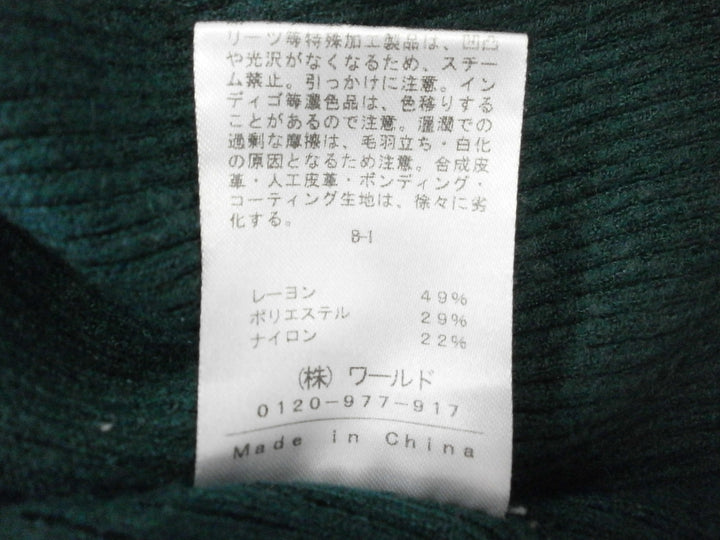 リーツ等特殊加工製品は、凹凸
や光沢がなくなるため、スチー
ム禁止。引っかけに注意。イン
ディゴ等濃色品は、色移りする
ことがあるので注意。湿潤での
過剰な摩擦は、毛羽立ち・白化
の原因となるため注意。合成皮
革・人工皮革・ボンディング・
コーティング生地は、徐々に劣
化する。
8-1
レーヨン 49%
ポリエステル 29%
ナイロン 22%
(株) ワールド
0120-977-917
Made in China